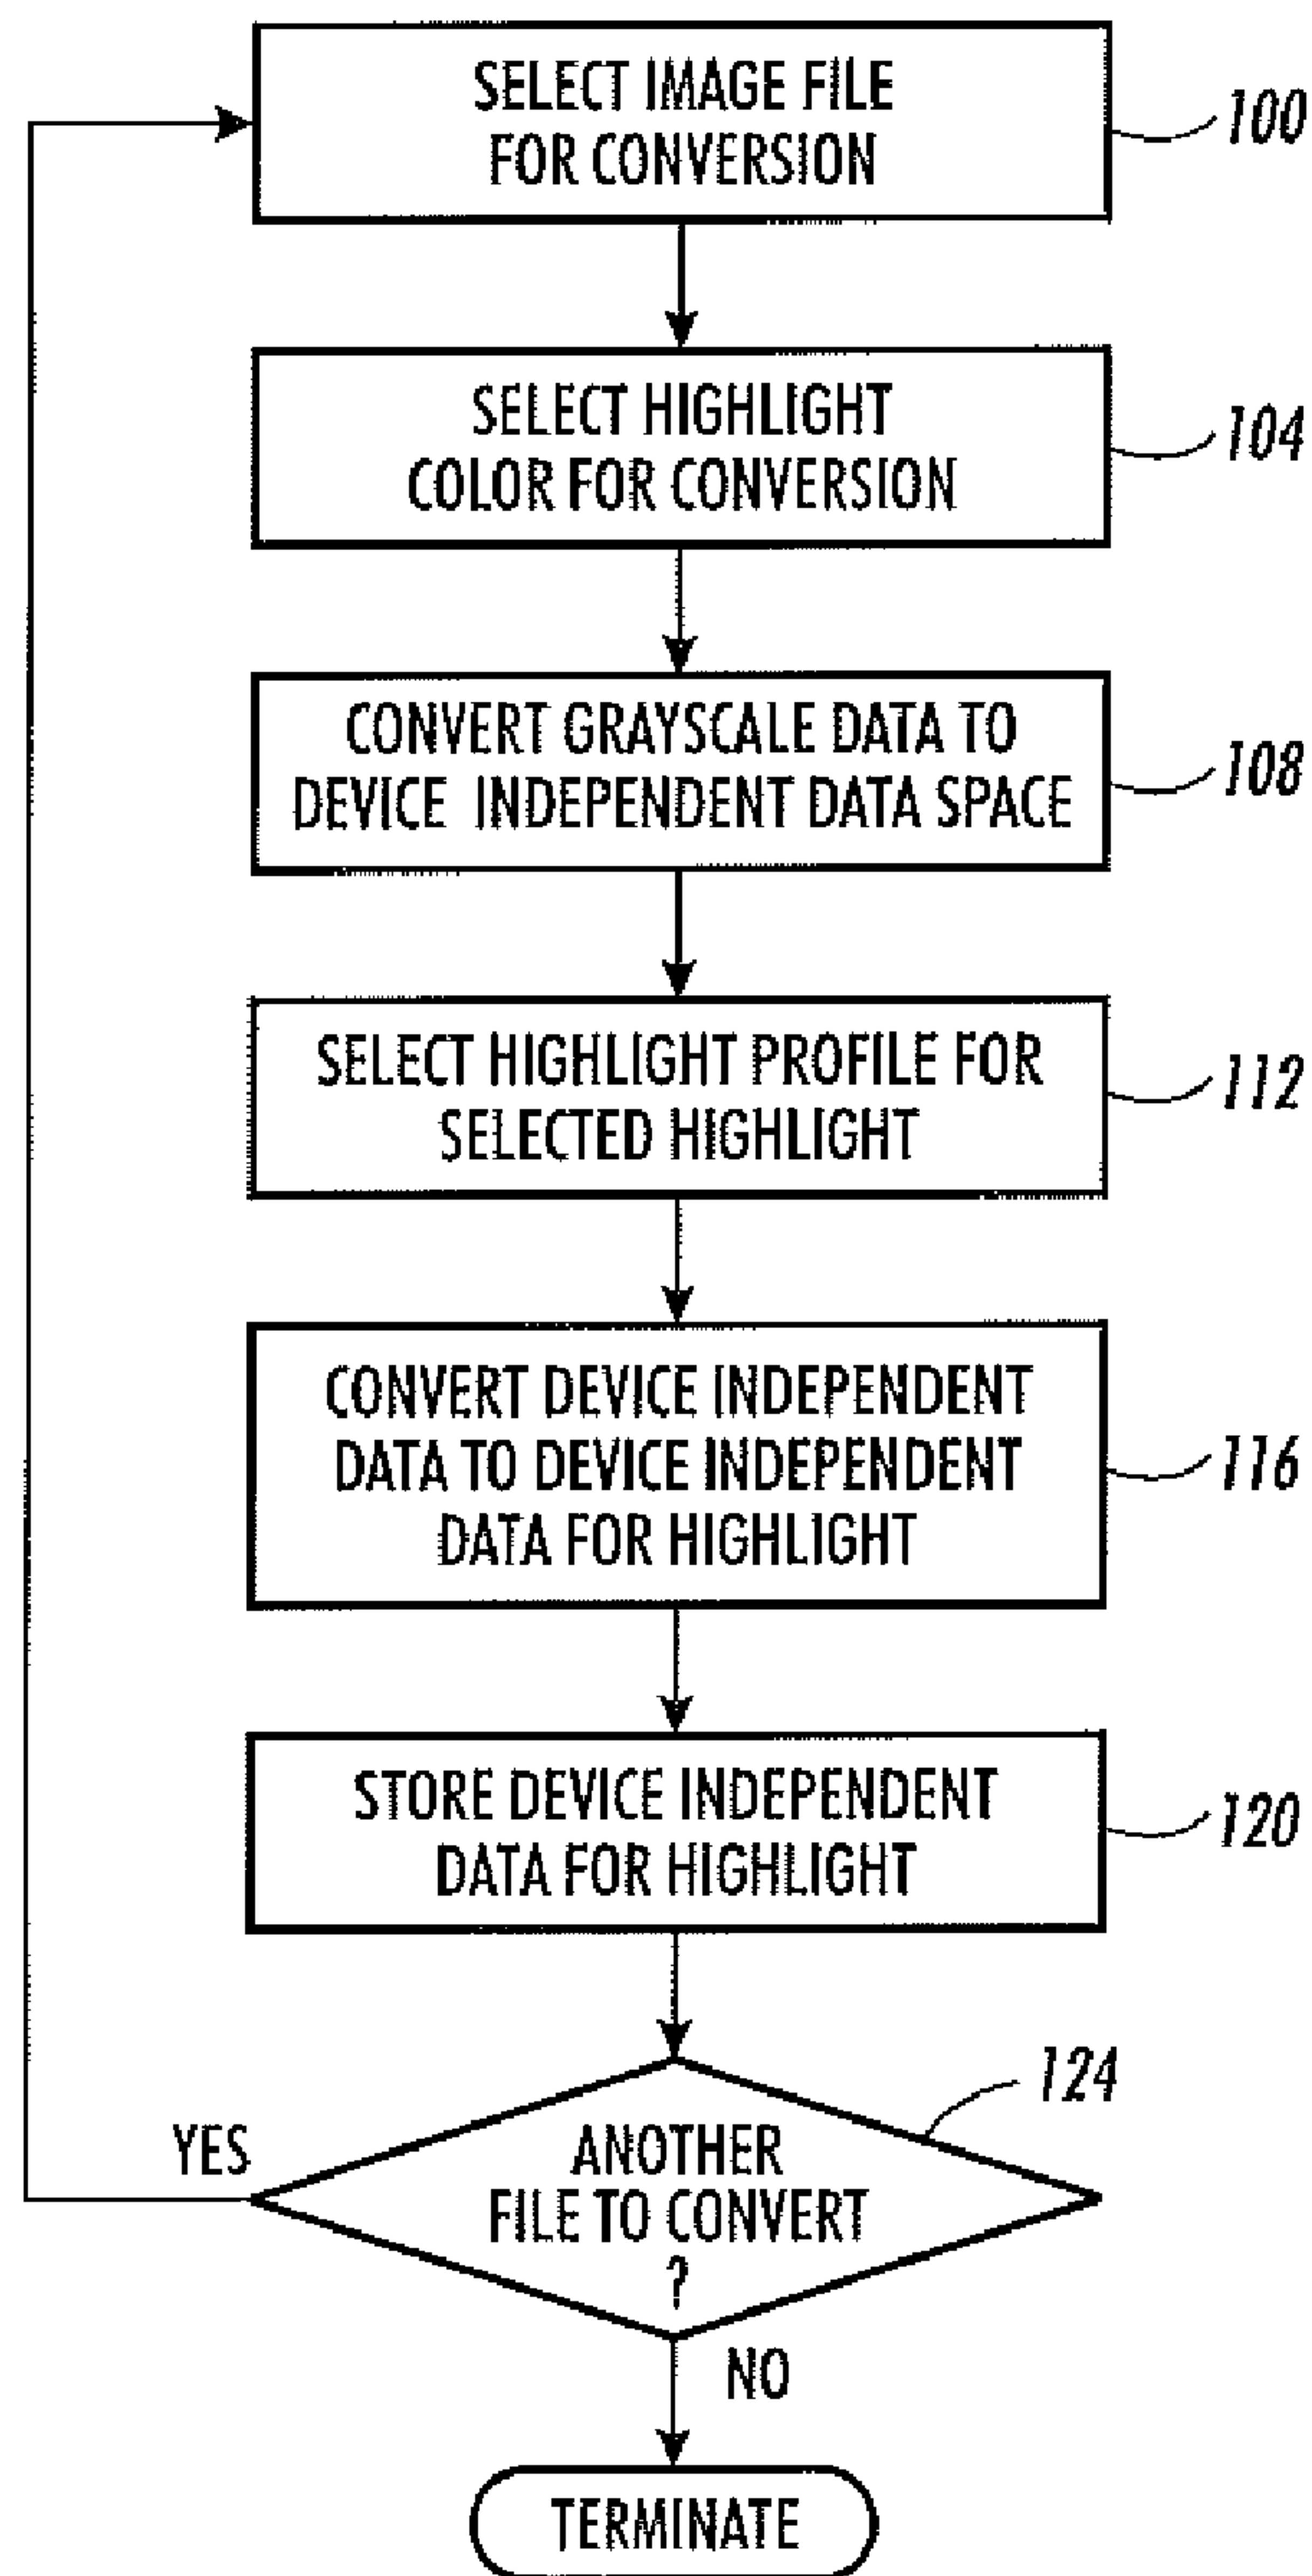 SELECT IMAGE FILE
FOR CONVERSION
100
SELECT HIGHLIGHT
COLOR FOR CONVERSION
104
CONVERT GRAYSCALE DATA TO
DEVICE INDEPENDENT DATA SPACE
108
SELECT HIGHLIGHT PROFILE FOR
SELECTED HIGHLIGHT
112
CONVERT DEVICE INDEPENDENT
DATA TO DEVICE INDEPENDENT
DATA FOR HIGHLIGHT
116
STORE DEVICE INDEPENDENT
DATA FOR HIGHLIGHT
120
124
YES
ANOTHER
FILE TO CONVERT
?
NO
TERMINATE